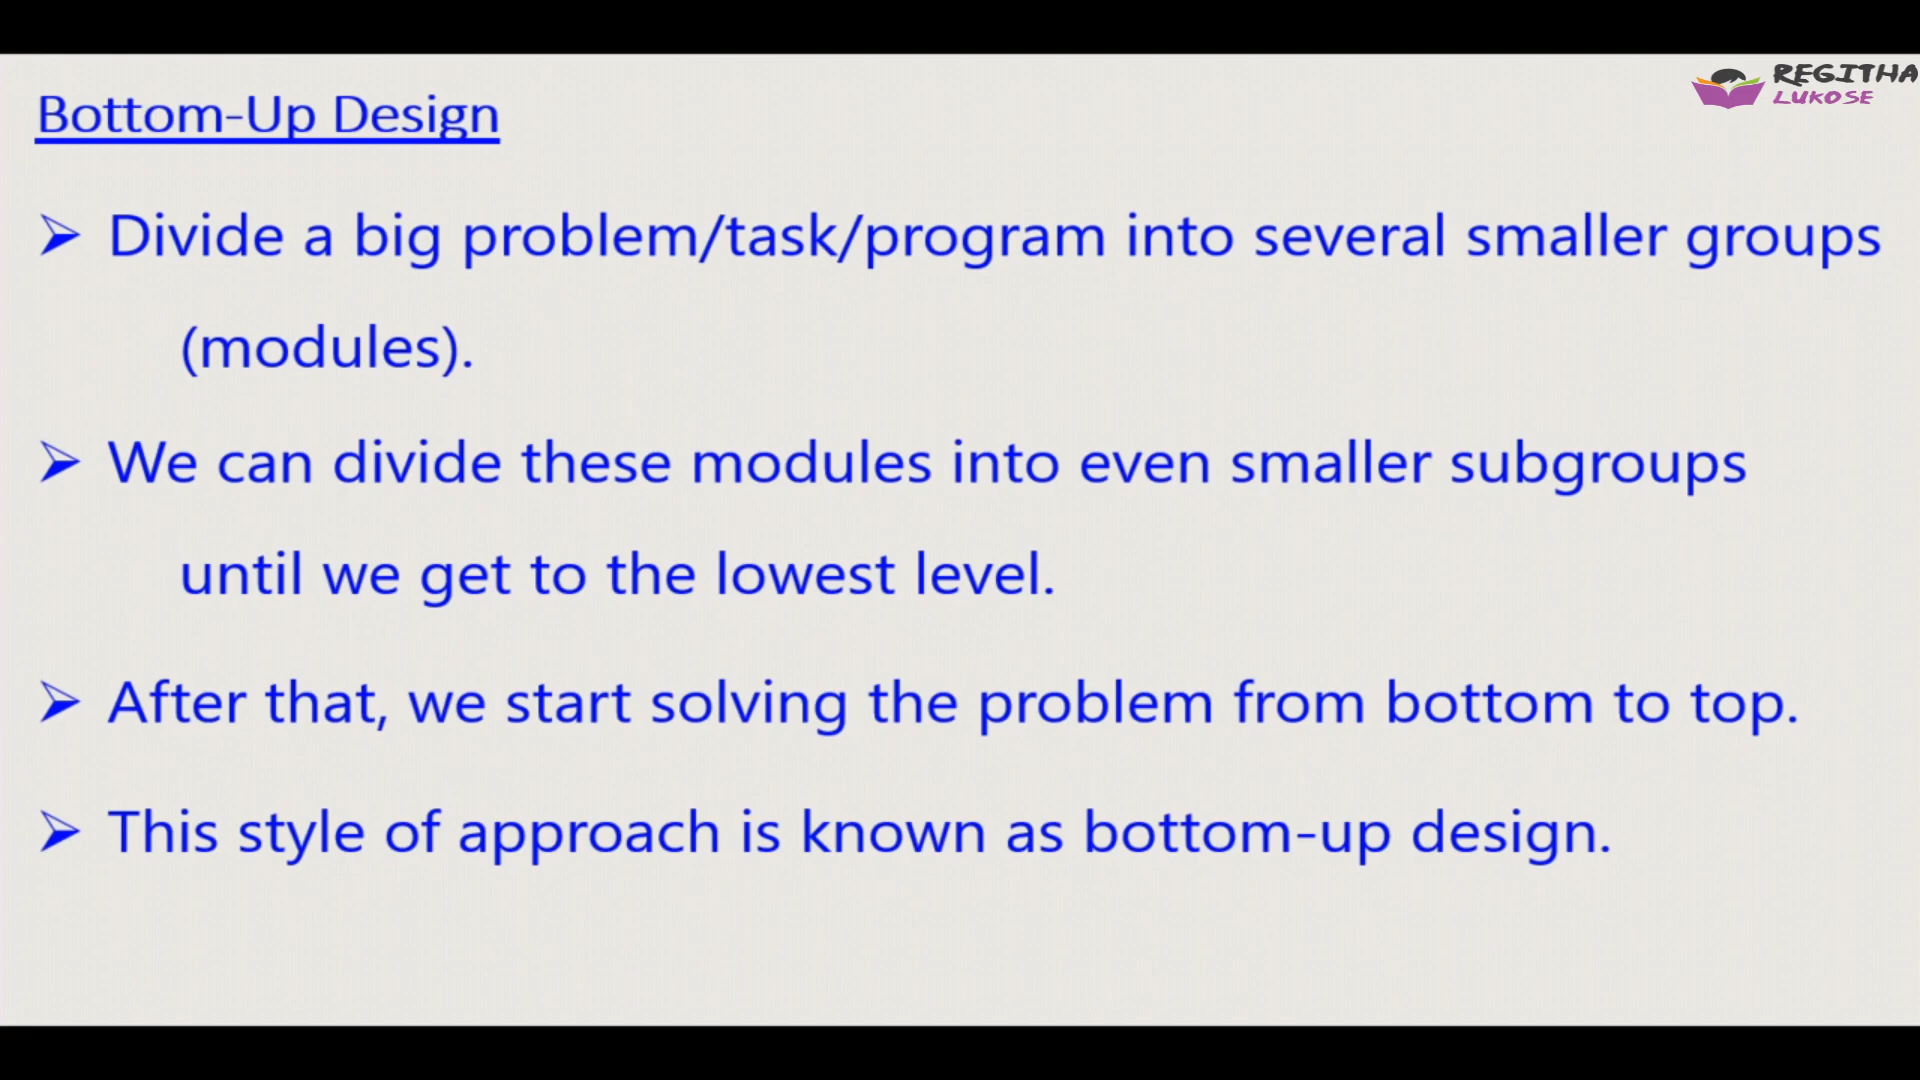 REGITHA
LUKOSE
Bottom-Up Design
➢ Divide a big problem/task/program into several smaller groups
(modules).
➢ We can divide these modules into even smaller subgroups
until we get to the lowest level.
➢ After that, we start solving the problem from bottom to top.
➢ This style of approach is known as bottom-up design.